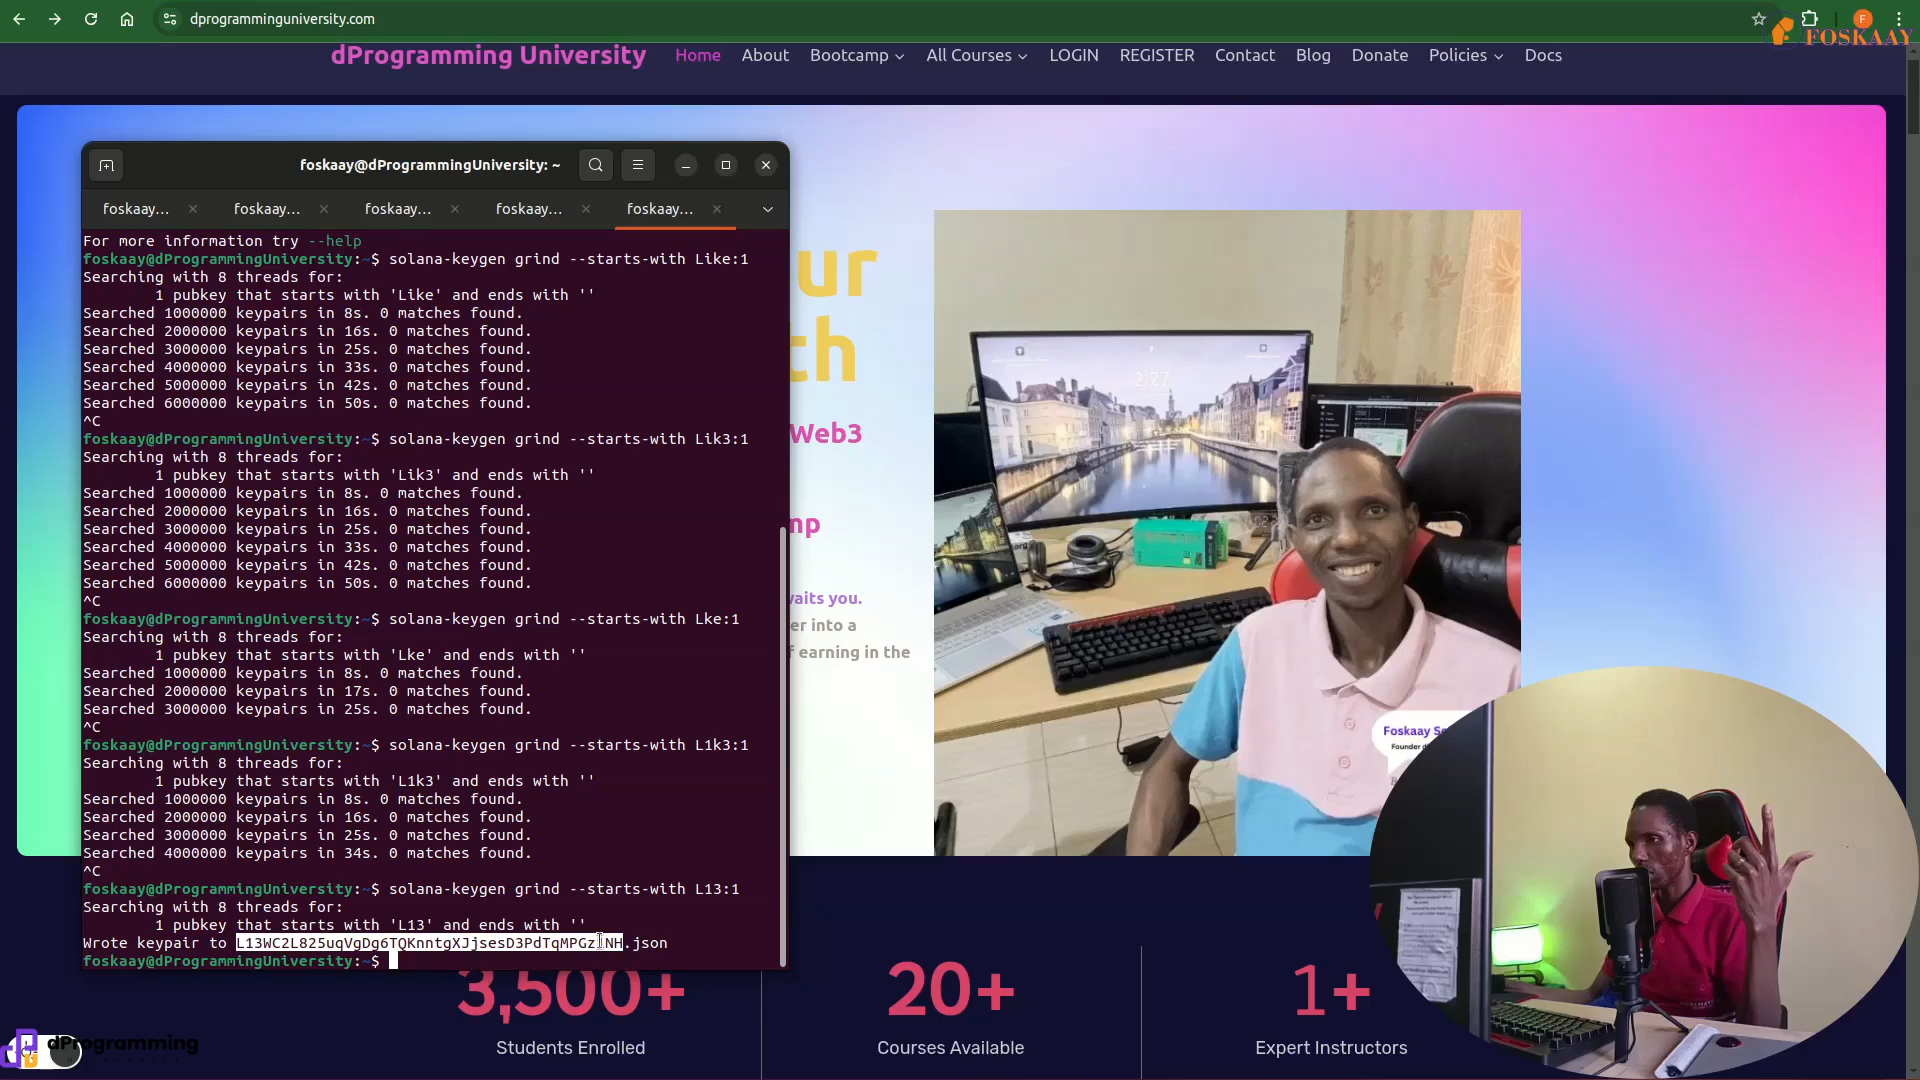 dprogramminguniversity.com
F
FOSKAAY
dProgramming University
Home
About
Bootcamp
All Courses
LOGIN
REGISTER
Contact
Blog
Donate
Policies
Docs
foskaay@dProgrammingUniversity: ~
foskaay...
foskaay...
foskaay...
foskaay...
foskaay...
For more information try --help
foskaay@dProgrammingUniversity:~$ solana-keygen grind --starts-with Like:1
Searching with 8 threads for:
1 pubkey that starts with 'Like' and ends with ''
Searched 1000000 keypairs in 8s. 0 matches found.
Searched 2000000 keypairs in 16s. 0 matches found.
Searched 3000000 keypairs in 25s. 0 matches found.
Searched 4000000 keypairs in 33s. 0 matches found.
Searched 5000000 keypairs in 42s. 0 matches found.
Searched 6000000 keypairs in 50s. 0 matches found.
^C
foskaay@dProgrammingUniversity:~$ solana-keygen grind --starts-with Lik3:1
Searching with 8 threads for:
1 pubkey that starts with 'Lik3' and ends with ''
Searched 1000000 keypairs in 8s. 0 matches found.
Searched 2000000 keypairs in 16s. 0 matches found.
Searched 3000000 keypairs in 25s. 0 matches found.
Searched 4000000 keypairs in 33s. 0 matches found.
Searched 5000000 keypairs in 42s. 0 matches found.
Searched 6000000 keypairs in 50s. 0 matches found.
^C
foskaay@dProgrammingUniversity:~$ solana-keygen grind --starts-with Lke:1
Searching with 8 threads for:
1 pubkey that starts with 'Lke' and ends with ''
Searched 1000000 keypairs in 8s. 0 matches found.
Searched 2000000 keypairs in 17s. 0 matches found.
Searched 3000000 keypairs in 25s. 0 matches found.
^C
foskaay@dProgrammingUniversity:~$ solana-keygen grind --starts-with L1k3:1
Searching with 8 threads for:
1 pubkey that starts with 'L1k3' and ends with ''
Searched 1000000 keypairs in 8s. 0 matches found.
Searched 2000000 keypairs in 16s. 0 matches found.
Searched 3000000 keypairs in 25s. 0 matches found.
Searched 4000000 keypairs in 34s. 0 matches found.
^C
foskaay@dProgrammingUniversity:~$ solana-keygen grind --starts-with L13:1
Searching with 8 threads for:
1 pubkey that starts with 'L13' and ends with ''
Wrote keypair to
foskaay@dProgrammingUniversity:~$
ur
th
Web3
mp
waits you.
er into a
f earning in the
2:27
Foskaay S
Founder d
3,500+
Students Enrolled
20+
Courses Available
1+
Expert Instructors
dProgramming